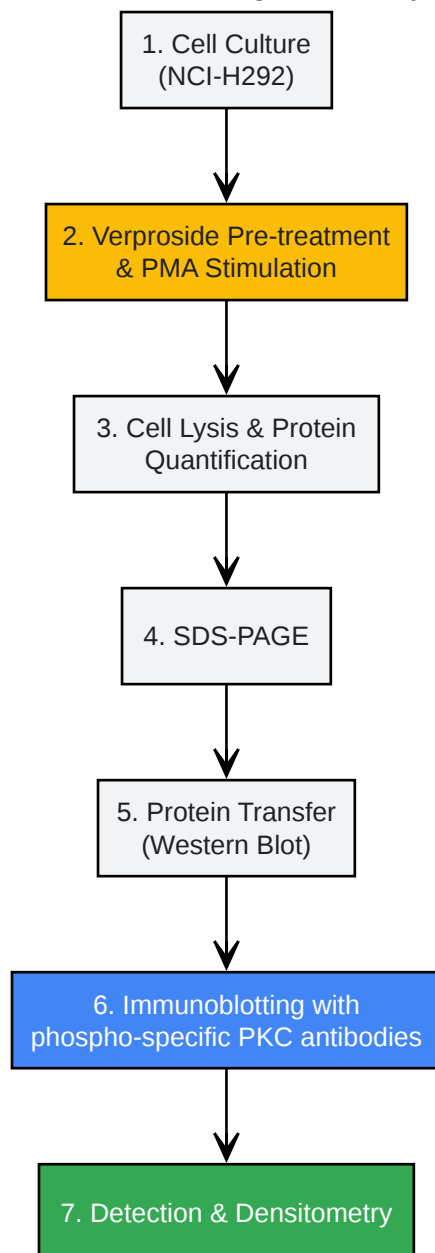 1. Cell Culture
(NCI-H292)
2. Verproside Pre-treatment
& PMA Stimulation
3. Cell Lysis & Protein
Quantification
4. SDS-PAGE
5. Protein Transfer
(Western Blot)
6. Immunoblotting with
phospho-specific PKC antibodies
7. Detection & Densitometry